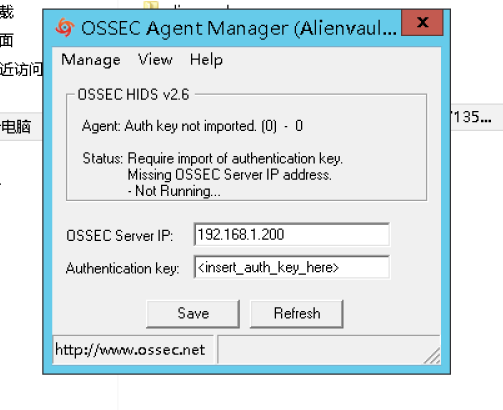 载
OSSEC Agent Manager (Alienvaul...
x
面
Manage View Help
近访问
OSSEC HIDS v2.6
Agent: Auth key not imported. (0) - 0
7135...
电脑
Status: Require import of authentication key.
Missing OSSEC Server IP address.
- Not Running...
OSSEC Server IP: 192.168.1.200
Authentication key: <insert_auth_key_here>
Save Refresh
http://www.ossec.net